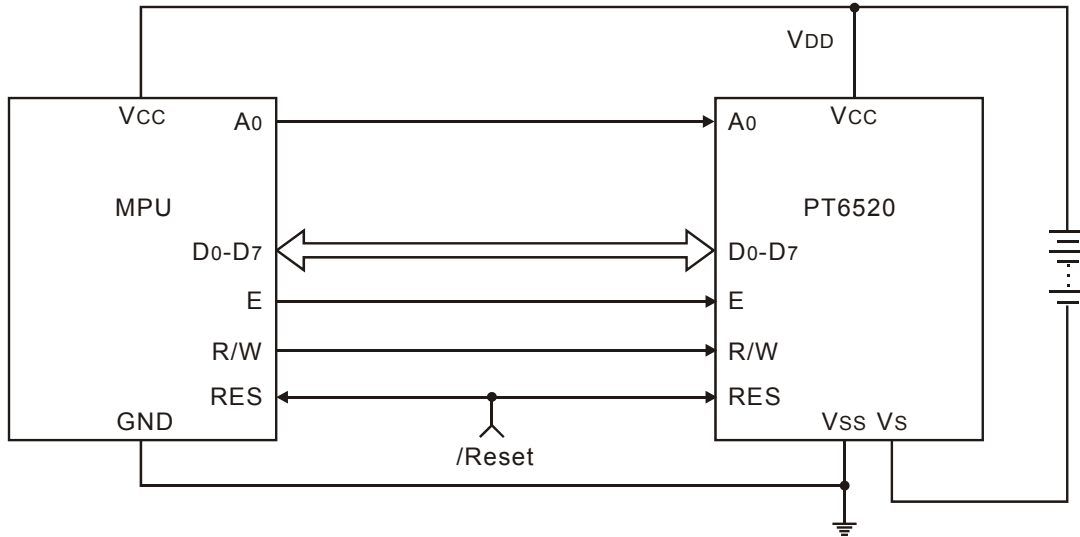 VDD
VCC
A0
MPU
D0-D7
E
R/W
RES
GND
/Reset
VCC
A0
PT6520
D0-D7
E
R/W
RES
VSS VS